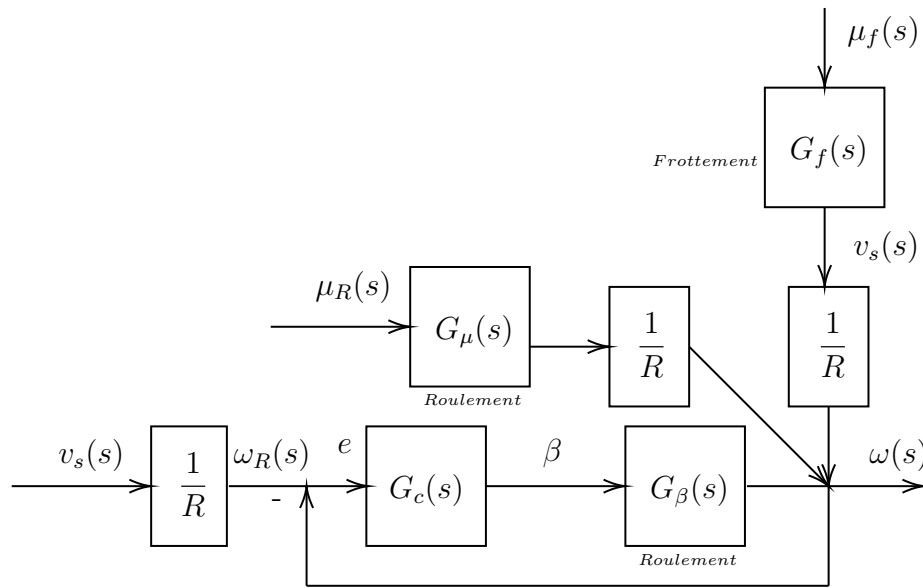 μ_f(s)
G_f(s)
Frottement
v_s(s)
μ_R(s)
G_μ(s)
1
R
1
R
Roulement
v_s(s)
1
R
ω_R(s)
-
e
G_c(s)
β
G_β(s)
ω(s)
Roulement